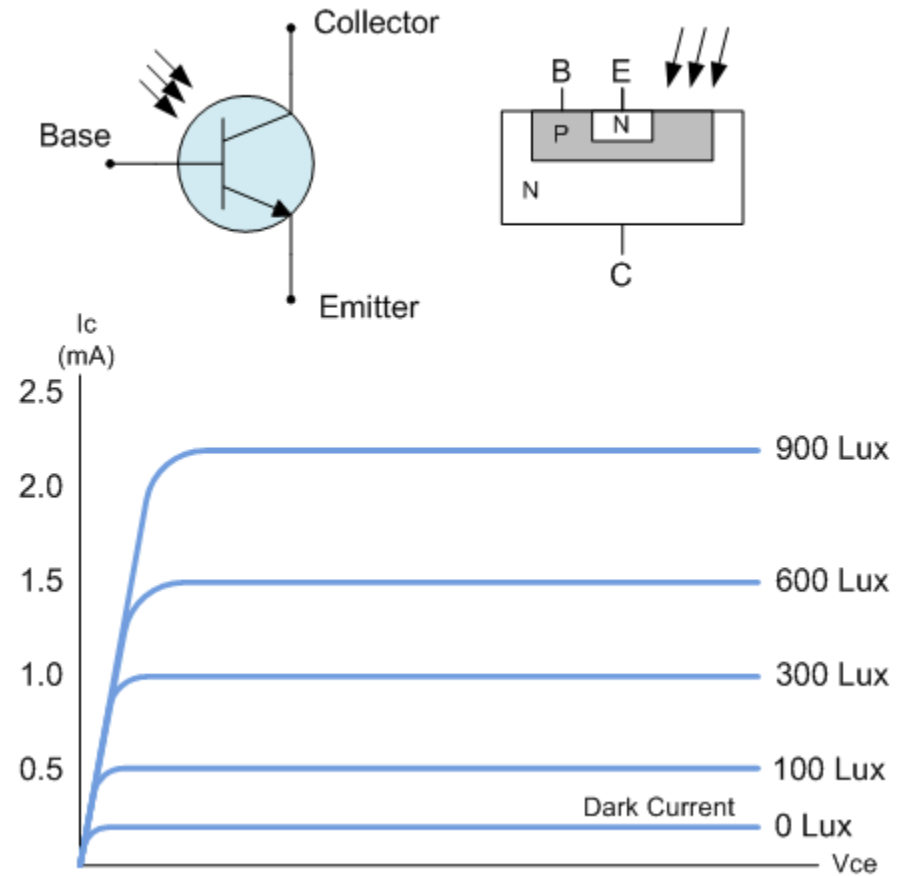 Collector
Base
Emitter
B E
P N
N
C
Ic
(mA)
2.5
900 Lux
2.0
1.5 600 Lux
1.0 300 Lux
0.5 100 Lux
Dark Current
0 Lux
Vce